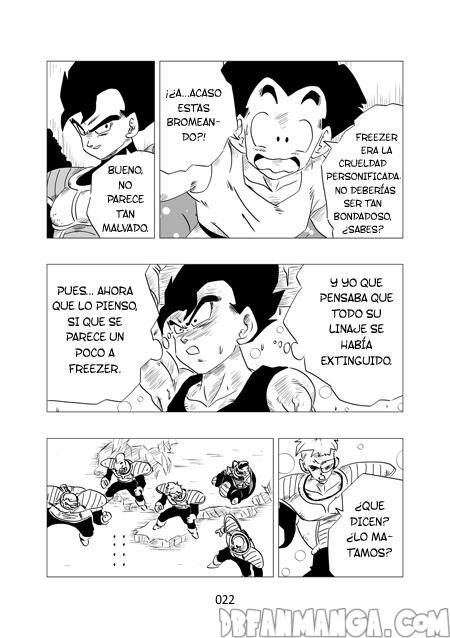 BUENO,
NO
PARECE
TAN
MALVADO.
¡¿A...ACASO
ESTAS
BROMEAN-
DO?!
FREEZER
ERA LA
CRUELDAD
PERSONIFICADA.
NO DEBERÍAS
SER TAN
BONDADOSO,
¿SABES?
PUES... AHORA
QUE LO PIENSO,
SI QUE SE
PARECE UN
POCO A
FREEZER.
Y YO QUE
PENSABA QUE
TODO SU
LINAJE SE
HABÍA
EXTINGUIDO.
...
¿QUE
DICEN?
¿LO MA-
TAMOS?
022
DBFANMANGA.COM